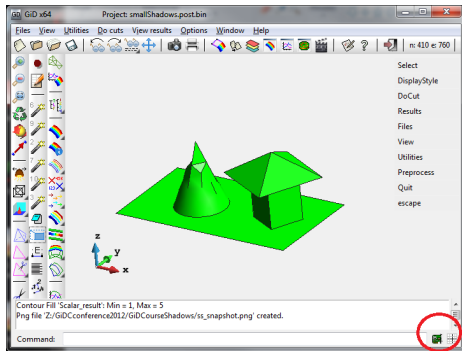 GiD x64 Project: smallShadows.post.bin
Files View Utilities Do cuts View results Options Window Help
n: 410 e: 760
Select
DisplayStyle
DoCut
Results
Files
View
Utilities
Preprocess
Quit
escape
z
y
x
Contour Fill 'Scalar_result': Min = 1, Max = 5
Png file 'Z:/GiDCconference2012/GiDCourseShadows/ss_snapshot.png' created.
Command: